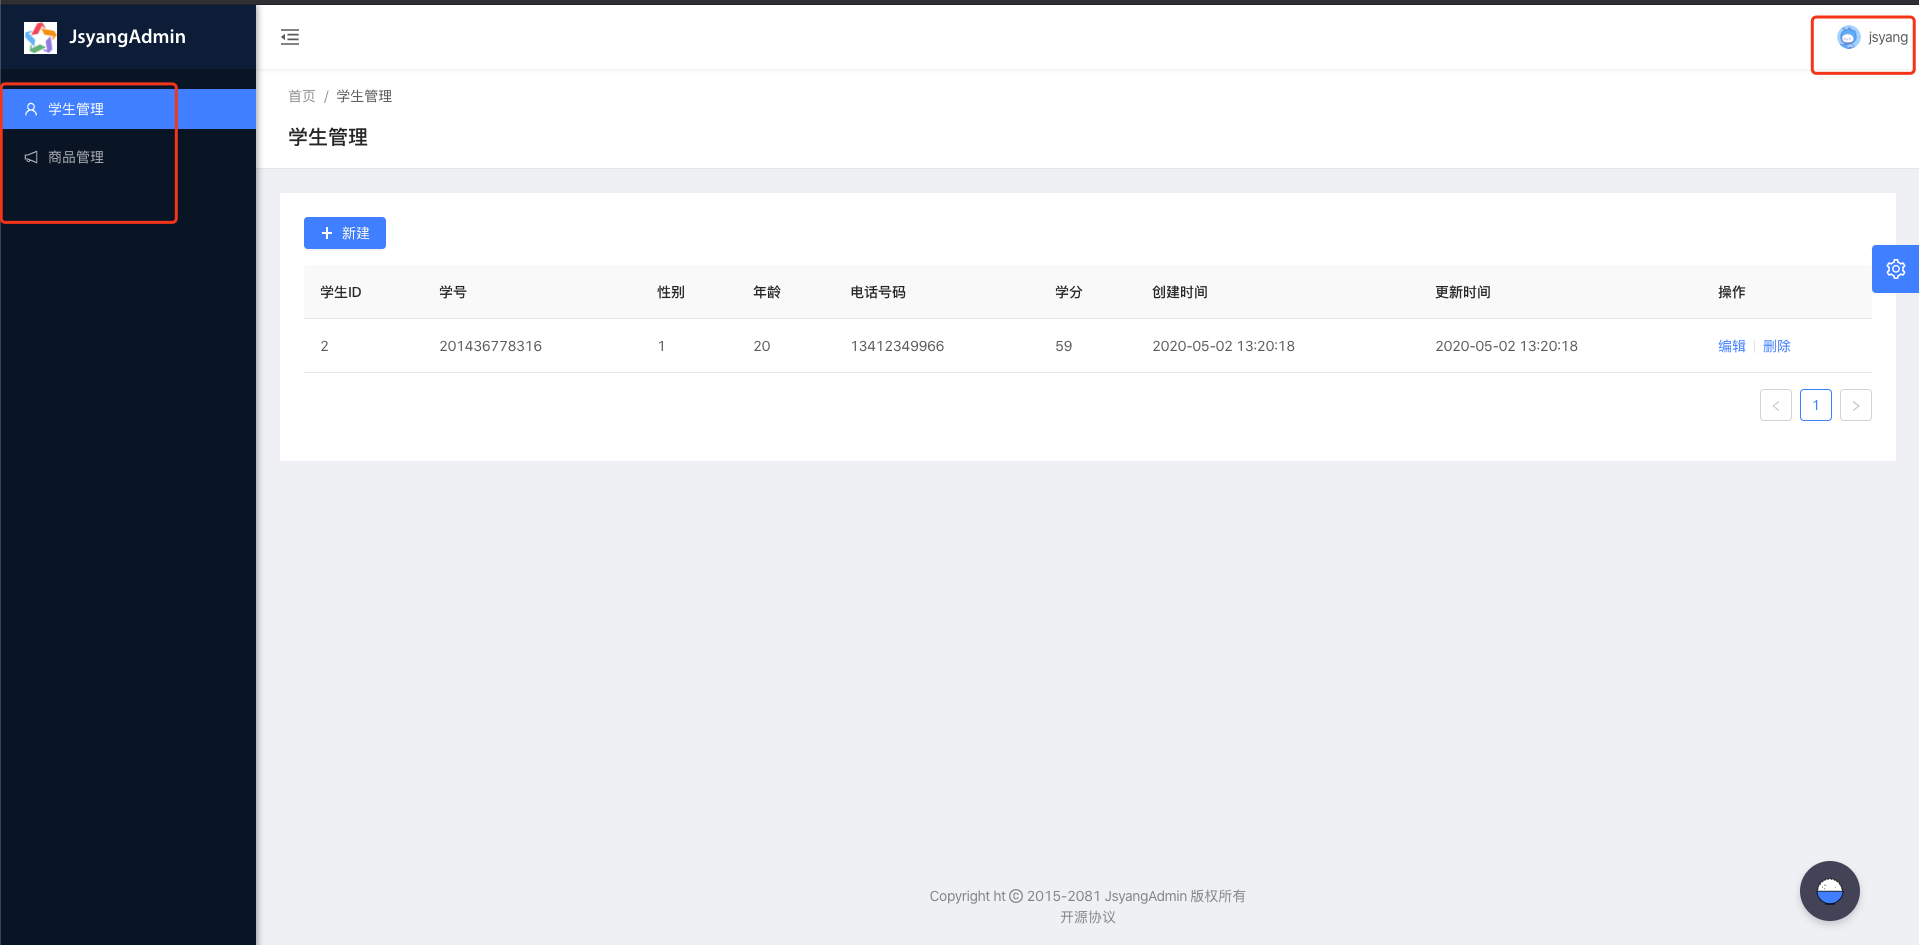 JsyangAdmin
jsyang
学生管理
商品管理
首页 / 学生管理
学生管理
+ 新建
学生ID 学号 性别 年龄 电话号码 学分 创建时间 更新时间 操作
2 201436778316 1 20 13412349966 59 2020-05-02 13:20:18 2020-05-02 13:20:18 编辑 | 删除
< 1 >
Copyright ht © 2015-2081 JsyangAdmin 版权所有
开源协议